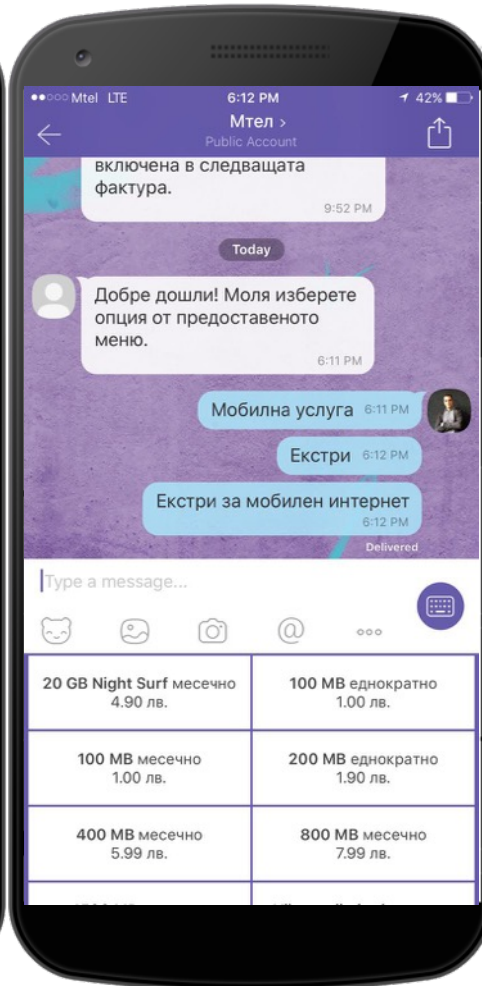 Mtel LTE 6:12 PM 42%
Мтел >
Public Account
включена в следващата
фактура.
9:52 PM
Today
Добре дошли! Моля изберете
опция от предоставеното
меню.
6:11 PM
Мобилна услуга 6:11 PM
Екстри 6:12 PM
Екстри за мобилен интернет
6:12 PM
Delivered
Type a message...
20 GB Night Surf месечно
4.90 лв.
100 MB еднократно
1.00 лв.
100 MB месечно
1.00 лв.
200 MB еднократно
1.90 лв.
400 MB месечно
5.99 лв.
800 MB месечно
7.99 лв.